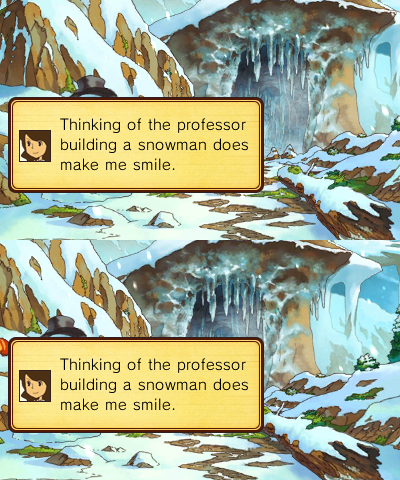 Thinking of the professor
building a snowman does
make me smile.
Thinking of the professor
building a snowman does
make me smile.